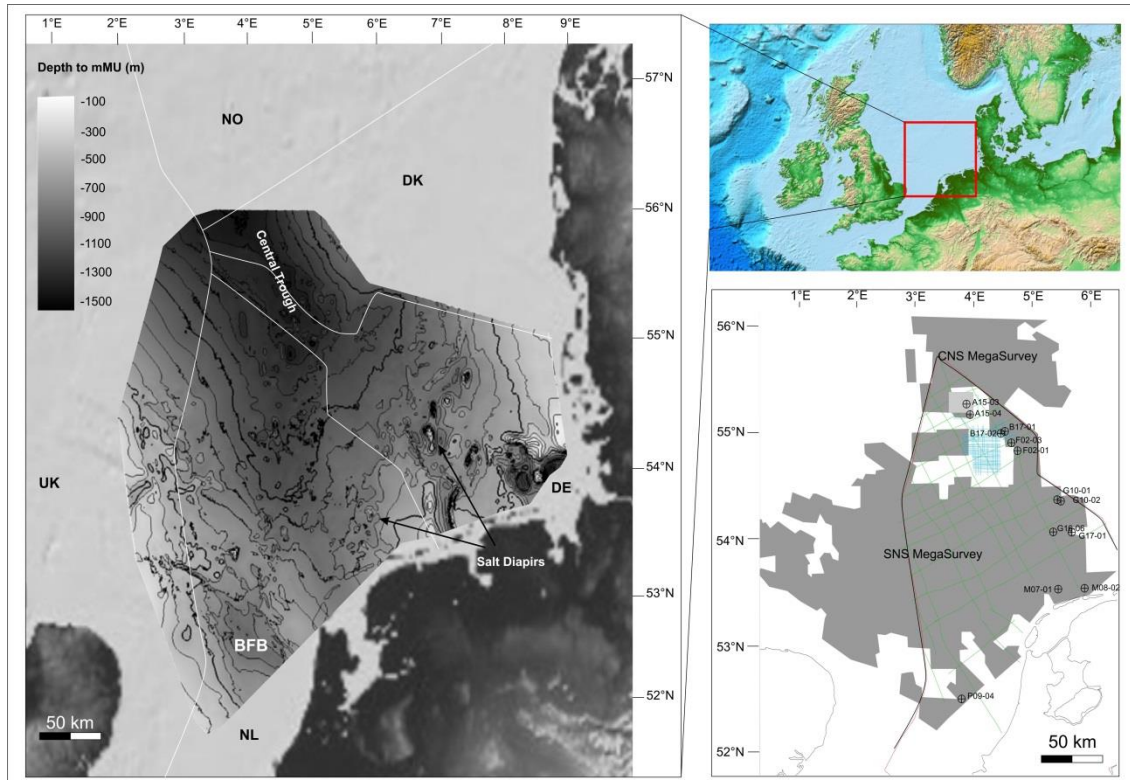 1°E 2°E 3°E 4°E 5°E 6°E 7°E 8°E 9°E
Depth to mMU (m)
-100
-300
-500
-700
-900
-1100
-1300
-1500
57°N
56°N
55°N
54°N
53°N
52°N
NO
DK
Central Trough
UK
DE
Salt Diapirs
BFB
NL
50 km
1°E 2°E 3°E 4°E 5°E 6°E
56°N
55°N
54°N
53°N
52°N
CNS MegaSurvey
A15-03
A15-04
B17-01
B17-02
F02-03
F02-01
G10-01
G10-02
G16-06
G17-01
SNS MegaSurvey
M07-01
M08-02
P09-04
50 km